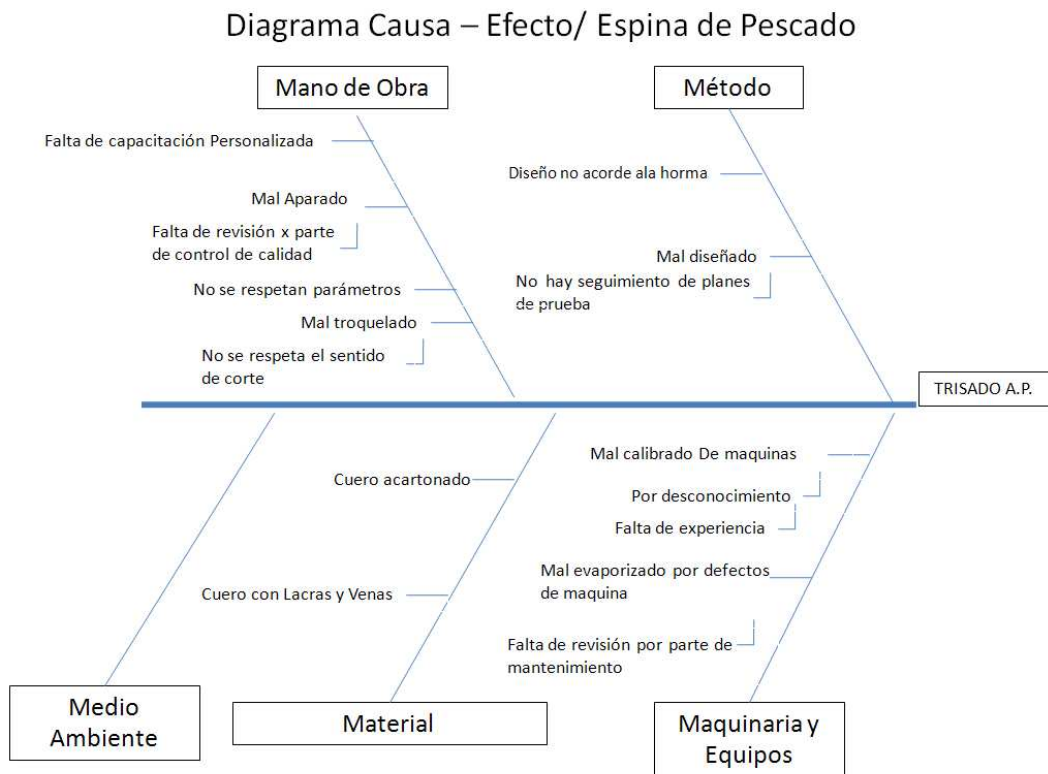 Diagrama Causa – Efecto/ Espina de Pescado
Mano de Obra
Método
Falta de capacitación Personalizada
Diseño no acorde ala horma
Mal Aparado
Falta de revisión x parte
de control de calidad
Mal diseñado
No hay seguimiento de planes
de prueba
No se respetan parámetros
Mal troquelado
No se respeta el sentido
de corte
TRISADO A.P.
Mal calibrado De maquinas
Cuero acartonado
Por desconocimiento
Falta de experiencia
Mal evaporizado por defectos
de maquina
Cuero con Lacras y Venas
Falta de revisión por parte de
mantenimiento
Medio
Ambiente
Material
Maquinaria y
Equipos